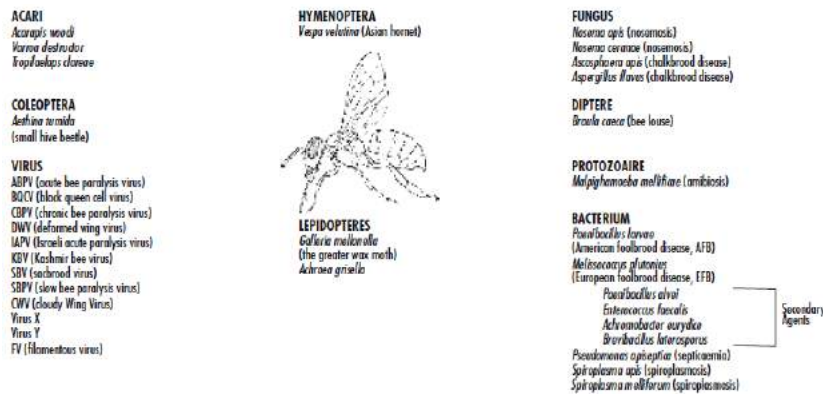 ACARI
Acarapis woodi
Varroa destrudor
Tropilaelaps clareae
COLEOPTERA
Aethina tumida
(small hive beetle)
VIRUS
ABPV (acute bee paralysis virus)
BQCV (black queen cell virus)
CBPV (chronic bee paralysis virus)
DWV (deformed wing virus)
IAPV (Israeli acute paralysis virus)
KBV (Kashmir bee virus)
SBV (sacbrood virus)
SBPV (slow bee paralysis virus)
CWV (cloudy Wing Virus)
Virus X
Virus Y
FV (filamentous virus)
HYMENOPTERA
Vespa velutina (Asian hornet)
LEPIDOPTERES
Galleria mellonella
(the greater wax moth)
Achroea grisella
FUNGUS
Nosema apis (nosemosis)
Nosema ceranae (nosemosis)
Ascosphaera apis (chalkbrood disease)
Aspergillus flavus (chalkbrood disease)
DIPTERE
Braula caeca (bee louse)
PROTOZOAIRE
Malpighamoeba mellificae (amibiosis)
BACTERIUM
Paenibacillus larvae
(American foolbrood disease, AFB)
Melissococcus plutonius
(European foolbrood disease, EFB)
Paenibacillus alvei
Enterococcus faecalis
Achromobacter eurydice
Brevibacillus laterosporus
Secondary
Agents
Pseudomonas apiseptica (septicaemia)
Spiroplasma apis (spiroplasmosis)
Spiroplasma melliferum (spiroplasmosis)